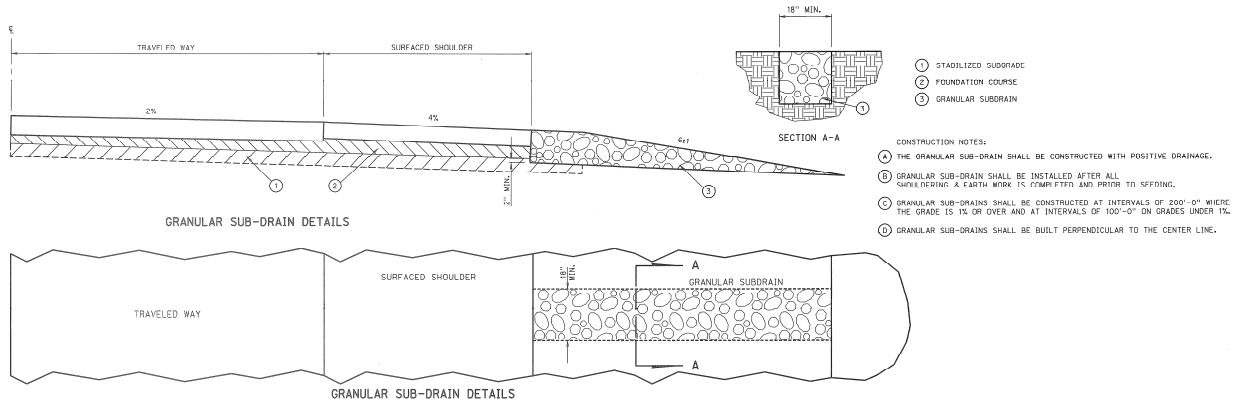 18" MIN.
℄
TRAVELED WAY
SURFACED SHOULDER
1 STABILIZED SUBGRADE
2 FOUNDATION COURSE
3 GRANULAR SUBDRAIN
2%
4%
6:1
3
SECTION A-A
1
2
2" MIN.
3
CONSTRUCTION NOTES:
A THE GRANULAR SUB-DRAIN SHALL BE CONSTRUCTED WITH POSITIVE DRAINAGE.
B GRANULAR SUB-DRAIN SHALL BE INSTALLED AFTER ALL
SHOULDERING & EARTH WORK IS COMPLETED AND PRIOR TO SEEDING.
C GRANULAR SUB-DRAINS SHALL BE CONSTRUCTED AT INTERVALS OF 200'-0" WHERE
THE GRADE IS 1% OR OVER AND AT INTERVALS OF 100'-0" ON GRADES UNDER 1%.
D GRANULAR SUB-DRAINS SHALL BE BUILT PERPENDICULAR TO THE CENTER LINE.
GRANULAR SUB-DRAIN DETAILS
TRAVELED WAY
SURFACED SHOULDER
18"
MIN.
A
GRANULAR SUBDRAIN
A
GRANULAR SUB-DRAIN DETAILS